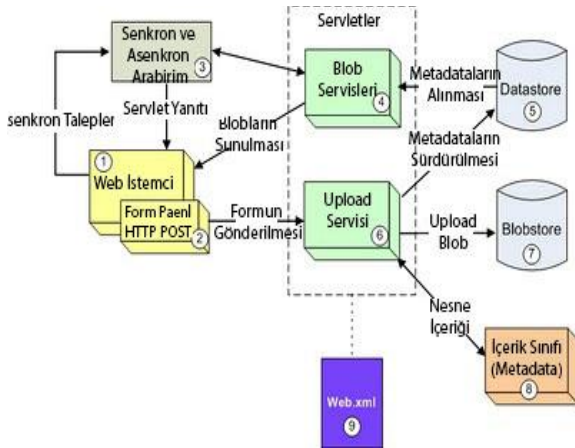 Servletler
Senkron ve
Asenkron
Arabirim
3
Blob
Servisleri
4
Metadataların
Alınması
Datastore
5
senkron Talepler
Servlet Yanıtı
Blobların
Sunulması
Metadataların
Sürdürülmesi
1
Web İstemci
Form Paenl
HTTP POST
2
Formun
Gönderilmesi
Upload
Servisi
6
Upload
Blob
Blobstore
7
Nesne
İçeriği
İçerik Sınıfı
(Metadata)
8
Web.xml
9